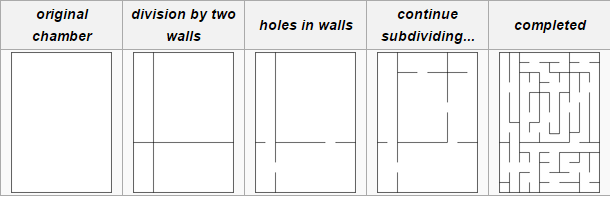 original
chamber
division by two
walls
holes in walls
continue
subdividing...
completed